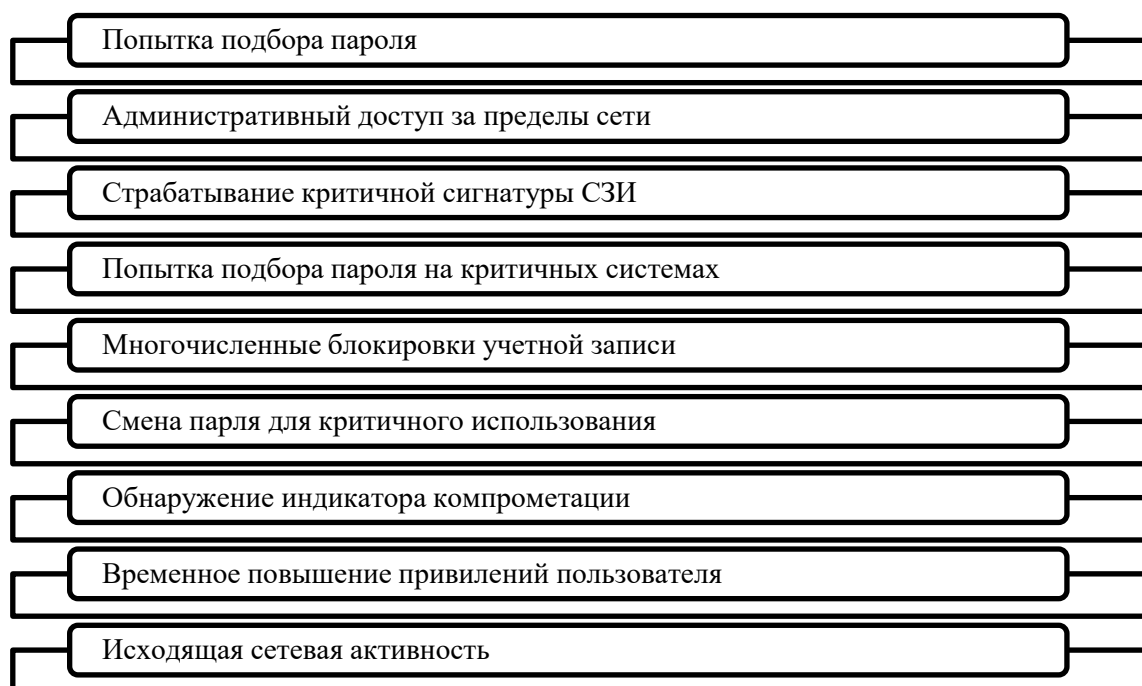 Попытка подбора пароля
Административный доступ за пределы сети
Страбатывание критичной сигнатуры СЗИ
Попытка подбора пароля на критичных системах
Многочисленные блокировки учетной записи
Смена парля для критичного использования
Обнаружение индикатора компрометации
Временное повышение привилений пользователя
Исходящая сетевая активность